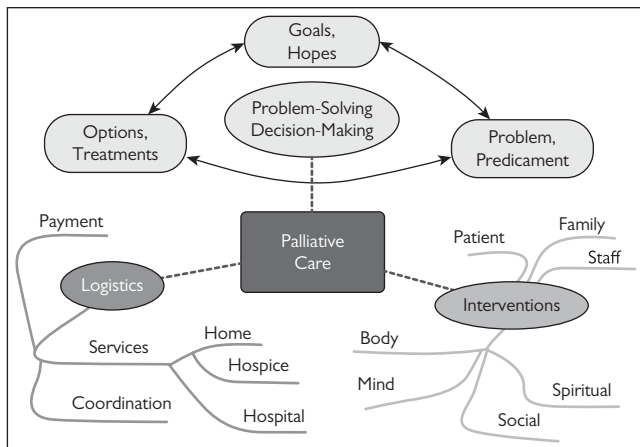 Goals,
Hopes
Problem-Solving
Decision-Making
Options,
Treatments
Problem,
Predicament
Payment
Palliative
Care
Patient
Family
Staff
Logistics
Interventions
Services
Home
Hospice
Hospital
Coordination
Body
Mind
Spiritual
Social